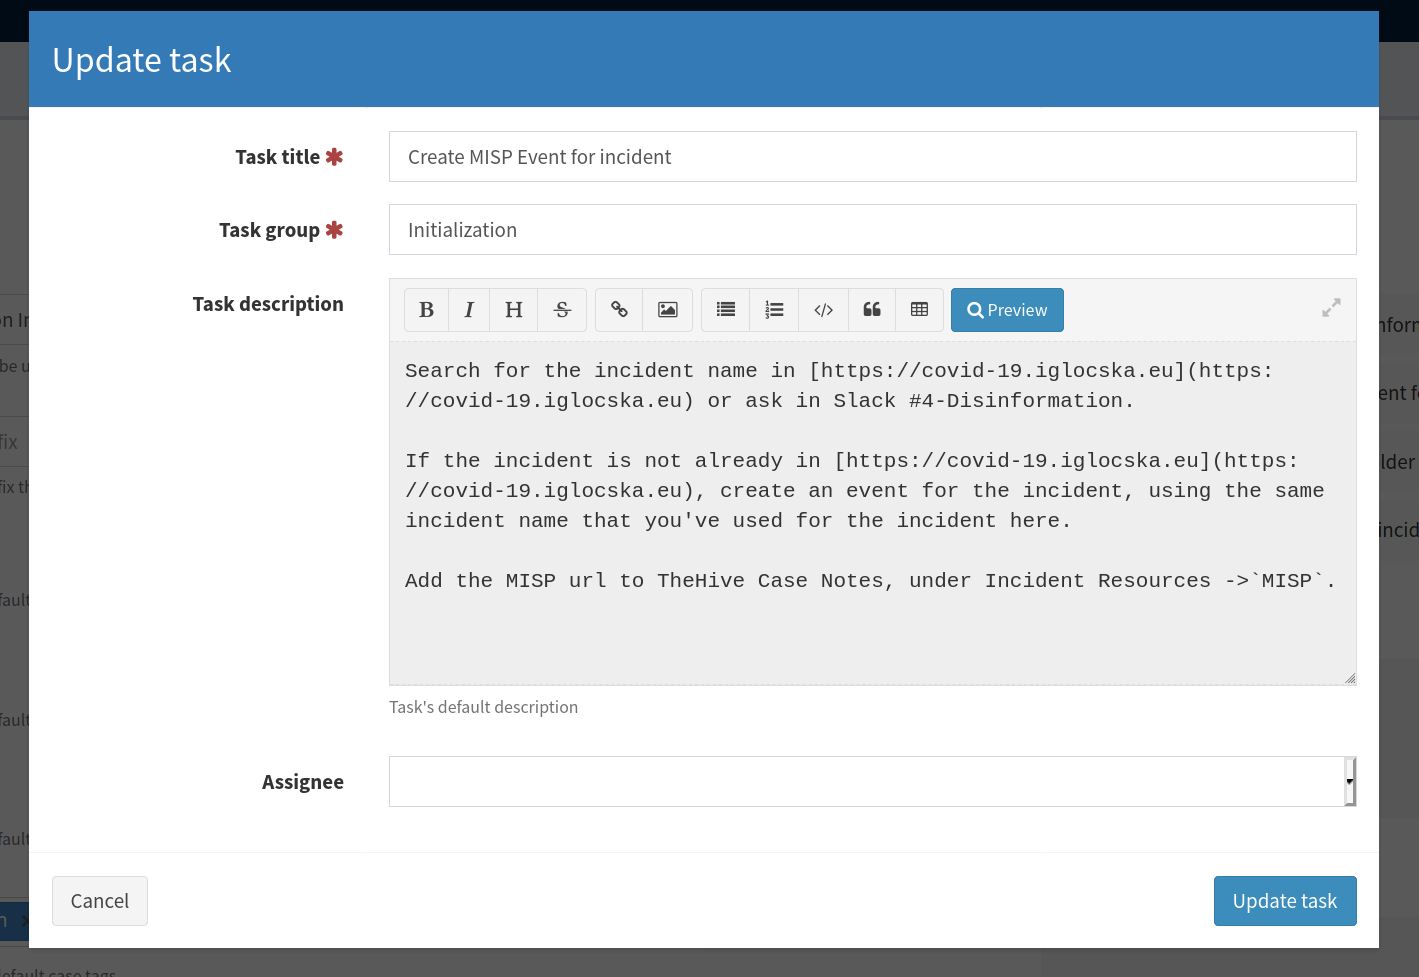 Update task
Task title ✱
Create MISP Event for incident
Task group ✱
Initialization
Task description
B I H S </> Preview
Search for the incident name in [https://covid-19.iglocska.eu](https:
//covid-19.iglocska.eu) or ask in Slack #4-Disinformation.
If the incident is not already in [https://covid-19.iglocska.eu](https:
//covid-19.iglocska.eu), create an event for the incident, using the same
incident name that you've used for the incident here.
Add the MISP url to TheHive Case Notes, under Incident Resources ->`MISP`.
Task's default description
Assignee
Cancel
Update task